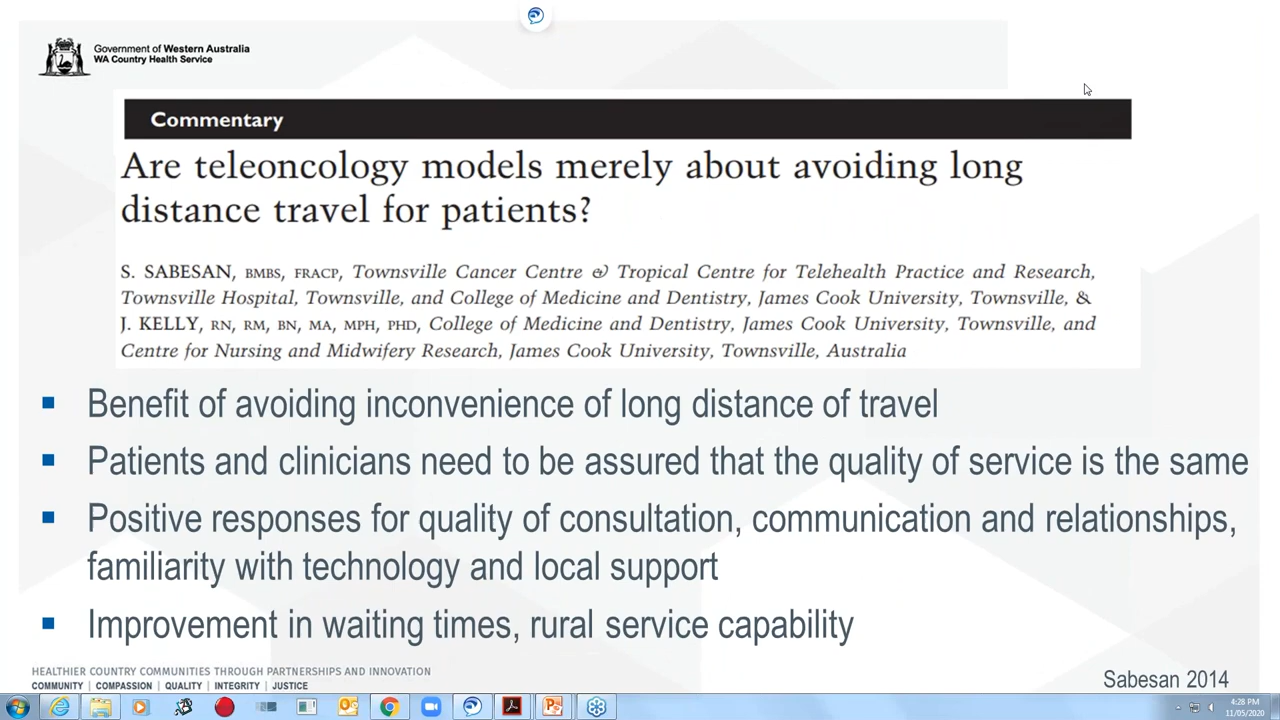 Government of Western Australia
WA Country Health Service
Commentary
Are teleoncology models merely about avoiding long
distance travel for patients?
S. SABESAN, BMBS, FRACP, Townsville Cancer Centre & Tropical Centre for Telehealth Practice and Research,
Townsville Hospital, Townsville, and College of Medicine and Dentistry, James Cook University, Townsville, &
J. KELLY, RN, RM, BN, MA, MPH, PHD, College of Medicine and Dentistry, James Cook University, Townsville, and
Centre for Nursing and Midwifery Research, James Cook University, Townsville, Australia
▪ Benefit of avoiding inconvenience of long distance of travel
▪ Patients and clinicians need to be assured that the quality of service is the same
▪ Positive responses for quality of consultation, communication and relationships,
familiarity with technology and local support
▪ Improvement in waiting times, rural service capability
HEALTHIER COUNTRY COMMUNITIES THROUGH PARTNERSHIPS AND INNOVATION
COMMUNITY | COMPASSION | QUALITY | INTEGRITY | JUSTICE
Sabesan 2014
4:28 PM
11/05/2020